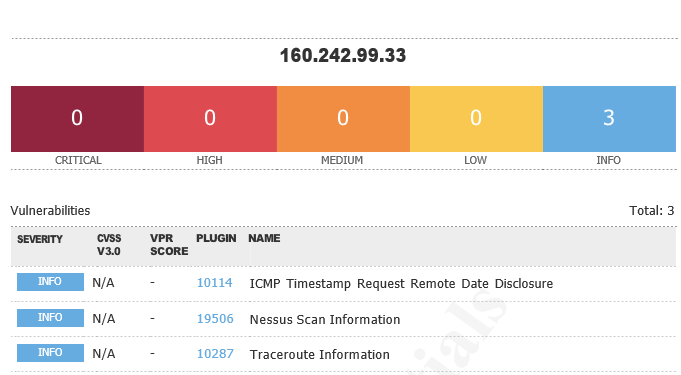 160.242.99.33
0 0 0 0 3
CRITICAL HIGH MEDIUM LOW INFO
Vulnerabilities Total: 3
SEVERITY CVSS V3.0 VPR SCORE PLUGIN NAME
INFO N/A - 10114 ICMP Timestamp Request Remote Date Disclosure
INFO N/A - 19506 Nessus Scan Information
INFO N/A - 10287 Traceroute Information